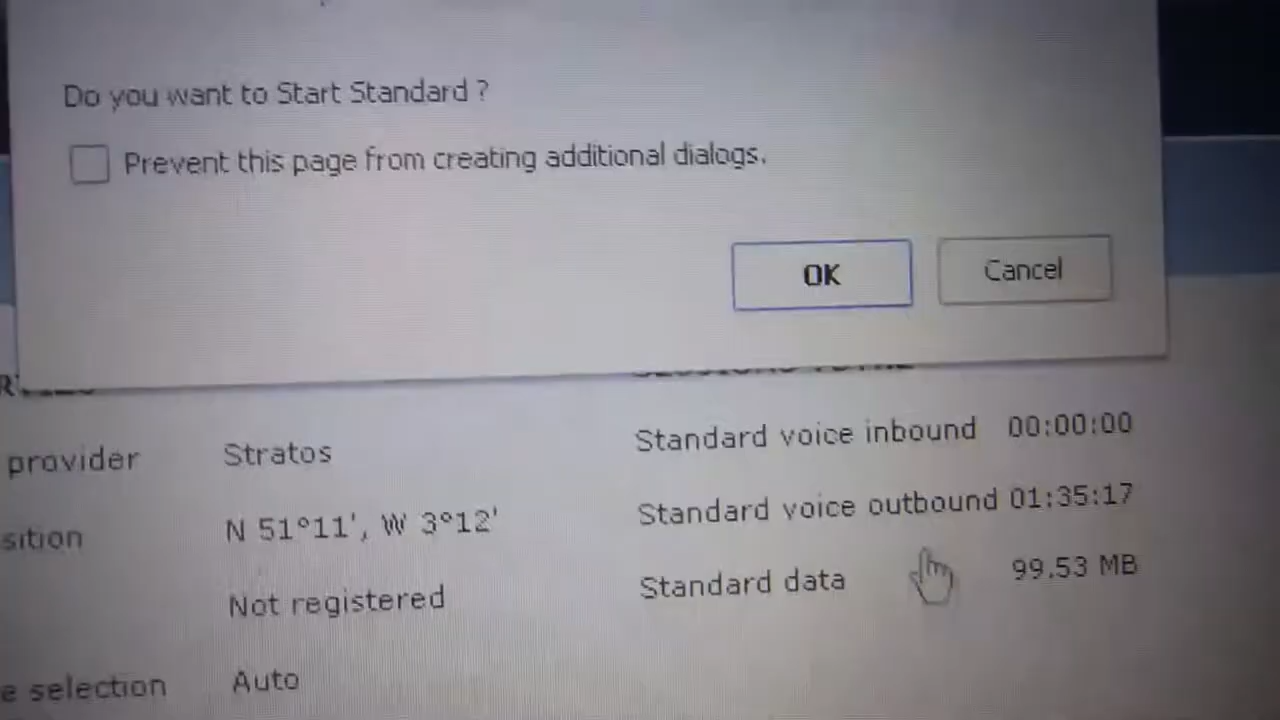 Do you want to Start Standard ?
Prevent this page from creating additional dialogs.
OK
Cancel
provider Stratos
Standard voice inbound 00:00:00
sition N 51°11', W 3°12'
Standard voice outbound 01:35:17
Not registered
Standard data 99.53 MB
e selection Auto